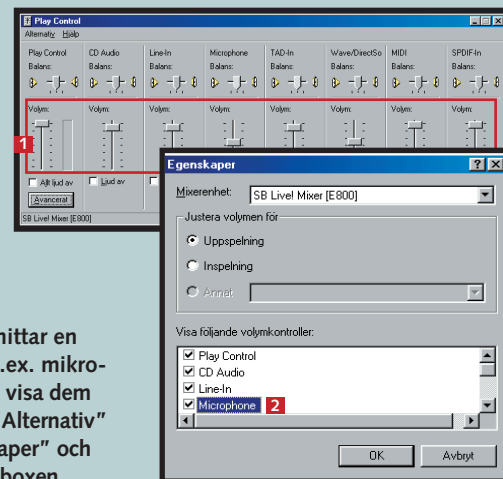 Play Control
Alternativ Hjälp
Play Control CD Audio Line-In Microphone TAD-In Wave/DirectSo MIDI SPDIF-In
Balans: Balans: Balans: Balans: Balans: Balans: Balans: Balans:
Volym: Volym: Volym: Volym: Volym: Volym: Volym: Volym:
1
Allt ljud av Ljud av
Avancerat
SB Live! Mixer [E800]
Egenskaper
Mixerenhet: SB Live! Mixer [E800]
Justera volymen för
Uppspelning
Inspelning
Annat
Visa följande volymkontroller:
Play Control
CD Audio
Line-In
Microphone 2
OK Avbryt
en
.ex. mikro-
visa dem
Alternativ”
och
boxen